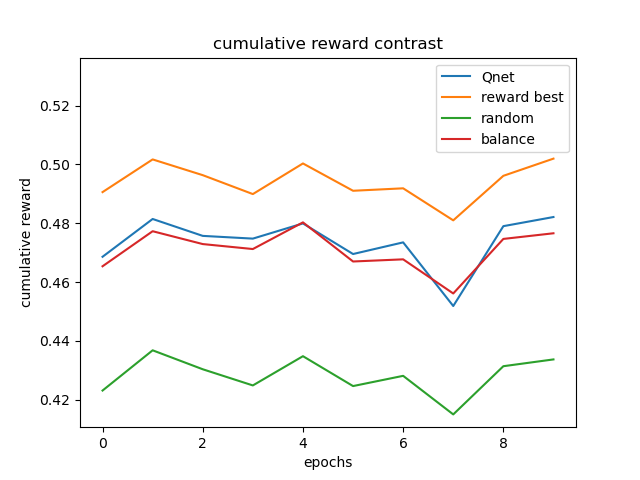 cumulative reward contrast
Qnet
reward best
random
balance
cumulative reward
0.52
0.50
0.48
0.46
0.44
0.42
0
2
4
6
8
epochs